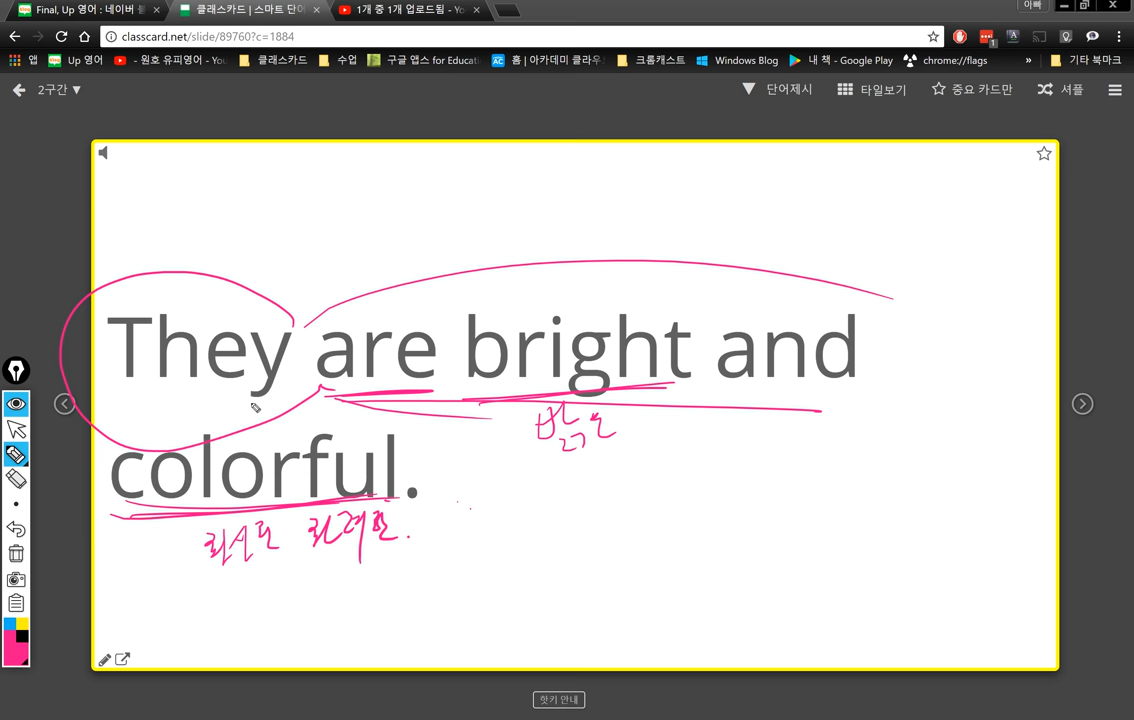 Final, Up 영어 : 네이버 블
클래스카드 | 스마트 단어
1개 중 1개 업로드됨 - Yo
아빠
classcard.net/slide/89760?c=1884
1
앱
Up 영어
- 원호 유피영어 - You
클래스카드
수업
구글 앱스 for Educati
홈 | 아카데미 클라우
크롬캐스트
Windows Blog
내 책 - Google Play
chrome://flags
»
기타 북마크
2구간 ▼
단어제시
타일보기
중요 카드만
셔플
They are bright and
밝은
colorful.
화려한.
핫키 안내